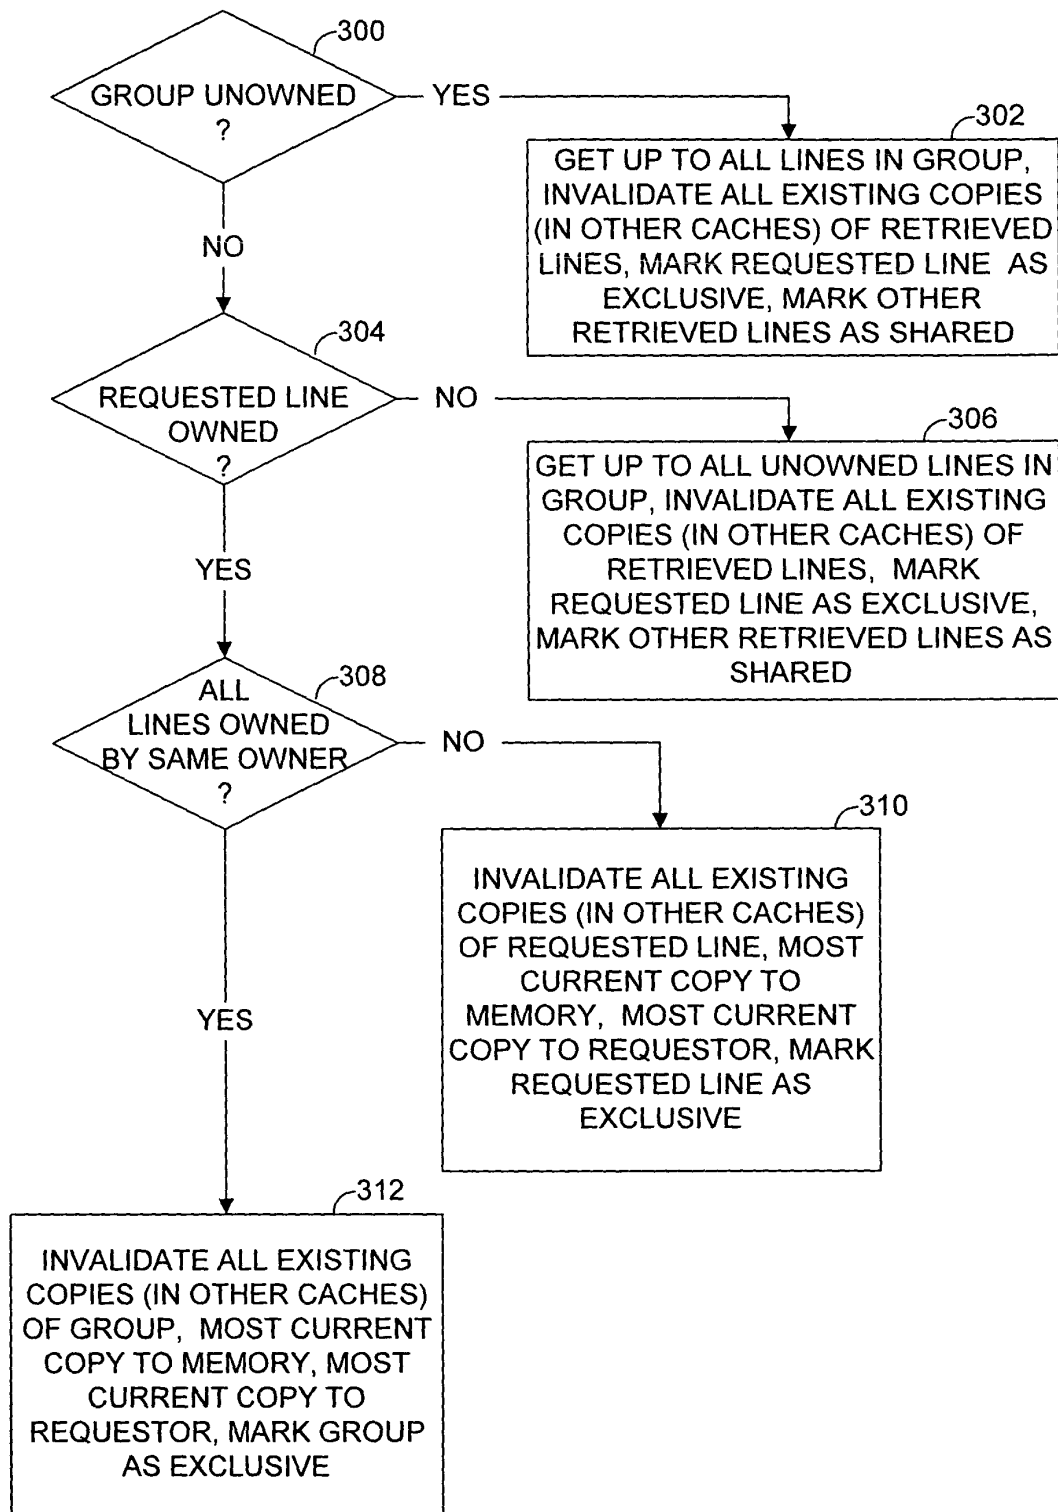 300
GROUP UNOWNED
?
YES
302
GET UP TO ALL LINES IN GROUP,
INVALIDATE ALL EXISTING COPIES
(IN OTHER CACHES) OF RETRIEVED
LINES, MARK REQUESTED LINE AS
EXCLUSIVE, MARK OTHER
RETRIEVED LINES AS SHARED
NO
304
REQUESTED LINE
OWNED
?
NO
306
GET UP TO ALL UNOWNED LINES IN
GROUP, INVALIDATE ALL EXISTING
COPIES (IN OTHER CACHES) OF
RETRIEVED LINES, MARK
REQUESTED LINE AS EXCLUSIVE,
MARK OTHER RETRIEVED LINES AS
SHARED
YES
308
ALL
LINES OWNED
BY SAME OWNER
?
NO
310
INVALIDATE ALL EXISTING
COPIES (IN OTHER CACHES)
OF REQUESTED LINE, MOST
CURRENT COPY TO
MEMORY, MOST CURRENT
COPY TO REQUESTOR, MARK
REQUESTED LINE AS
EXCLUSIVE
YES
312
INVALIDATE ALL EXISTING
COPIES (IN OTHER CACHES)
OF GROUP, MOST CURRENT
COPY TO MEMORY, MOST
CURRENT COPY TO
REQUESTOR, MARK GROUP
AS EXCLUSIVE